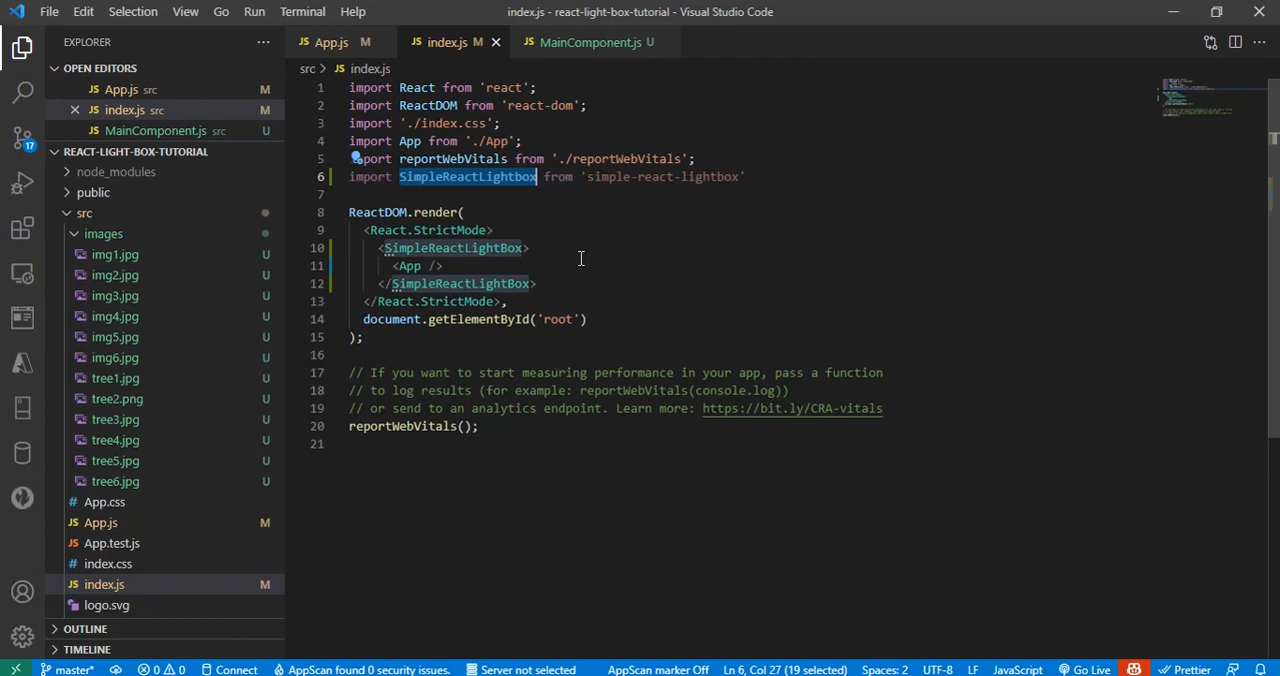 File Edit Selection View Go Run Terminal Help
index.js - react-light-box-tutorial - Visual Studio Code
EXPLORER
OPEN EDITORS
JS App.js src M
JS index.js src M
JS MainComponent.js src U
REACT-LIGHT-BOX-TUTORIAL
node_modules
public
src
images
img1.jpg U
img2.jpg U
img3.jpg U
img4.jpg U
img5.jpg U
img6.jpg U
tree1.jpg U
tree2.png U
tree3.jpg U
tree4.jpg U
tree5.jpg U
tree6.jpg U
# App.css
JS App.js M
JS App.test.js
# index.css
JS index.js M
logo.svg
OUTLINE
TIMELINE
17
JS App.js M JS index.js M JS MainComponent.js U
src > JS index.js
1 import React from 'react';
2 import ReactDOM from 'react-dom';
3 import './index.css';
4 import App from './App';
5 port reportWebVitals from './reportWebVitals';
6 import SimpleReactLightbox from 'simple-react-lightbox'
7
8 ReactDOM.render(
9 <React.StrictMode>
10 <SimpleReactLightBox>
11 <App />
12 </SimpleReactLightBox>
13 </React.StrictMode>,
14 document.getElementById('root')
15 );
16
17 // If you want to start measuring performance in your app, pass a function
18 // to log results (for example: reportWebVitals(console.log))
19 // or send to an analytics endpoint. Learn more: https://bit.ly/CRA-vitals
20 reportWebVitals();
21
master* 0 0 Connect AppScan found 0 security issues. Server not selected AppScan marker Off Ln 6, Col 27 (19 selected) Spaces: 2 UTF-8 LF JavaScript Go Live Prettier